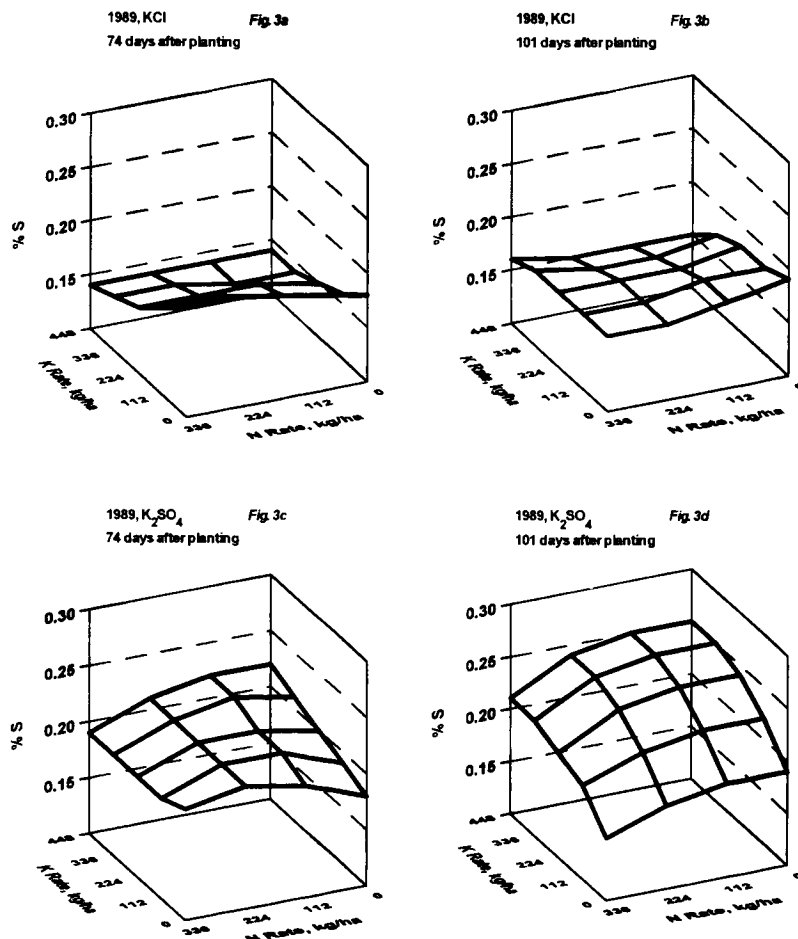 1989, KCl Fig. 3a
74 days after planting
0.30
0.25
0.20
0.15
% S
448
336
224
112
0
K Rate, kg/ha
336
224
112
0
N Rate, kg/ha
1989, KCl Fig. 3b
101 days after planting
0.30
0.25
0.20
0.15
% S
448
336
224
112
0
K Rate, kg/ha
336
224
112
0
N Rate, kg/ha
1989, K₂SO₄ Fig. 3c
74 days after planting
0.30
0.25
0.20
0.15
% S
448
336
224
112
0
K Rate, kg/ha
336
224
112
0
N Rate, kg/ha
1989, K₂SO₄ Fig. 3d
101 days after planting
0.30
0.25
0.20
0.15
% S
448
336
224
112
0
K Rate, kg/ha
336
224
112
0
N Rate, kg/ha